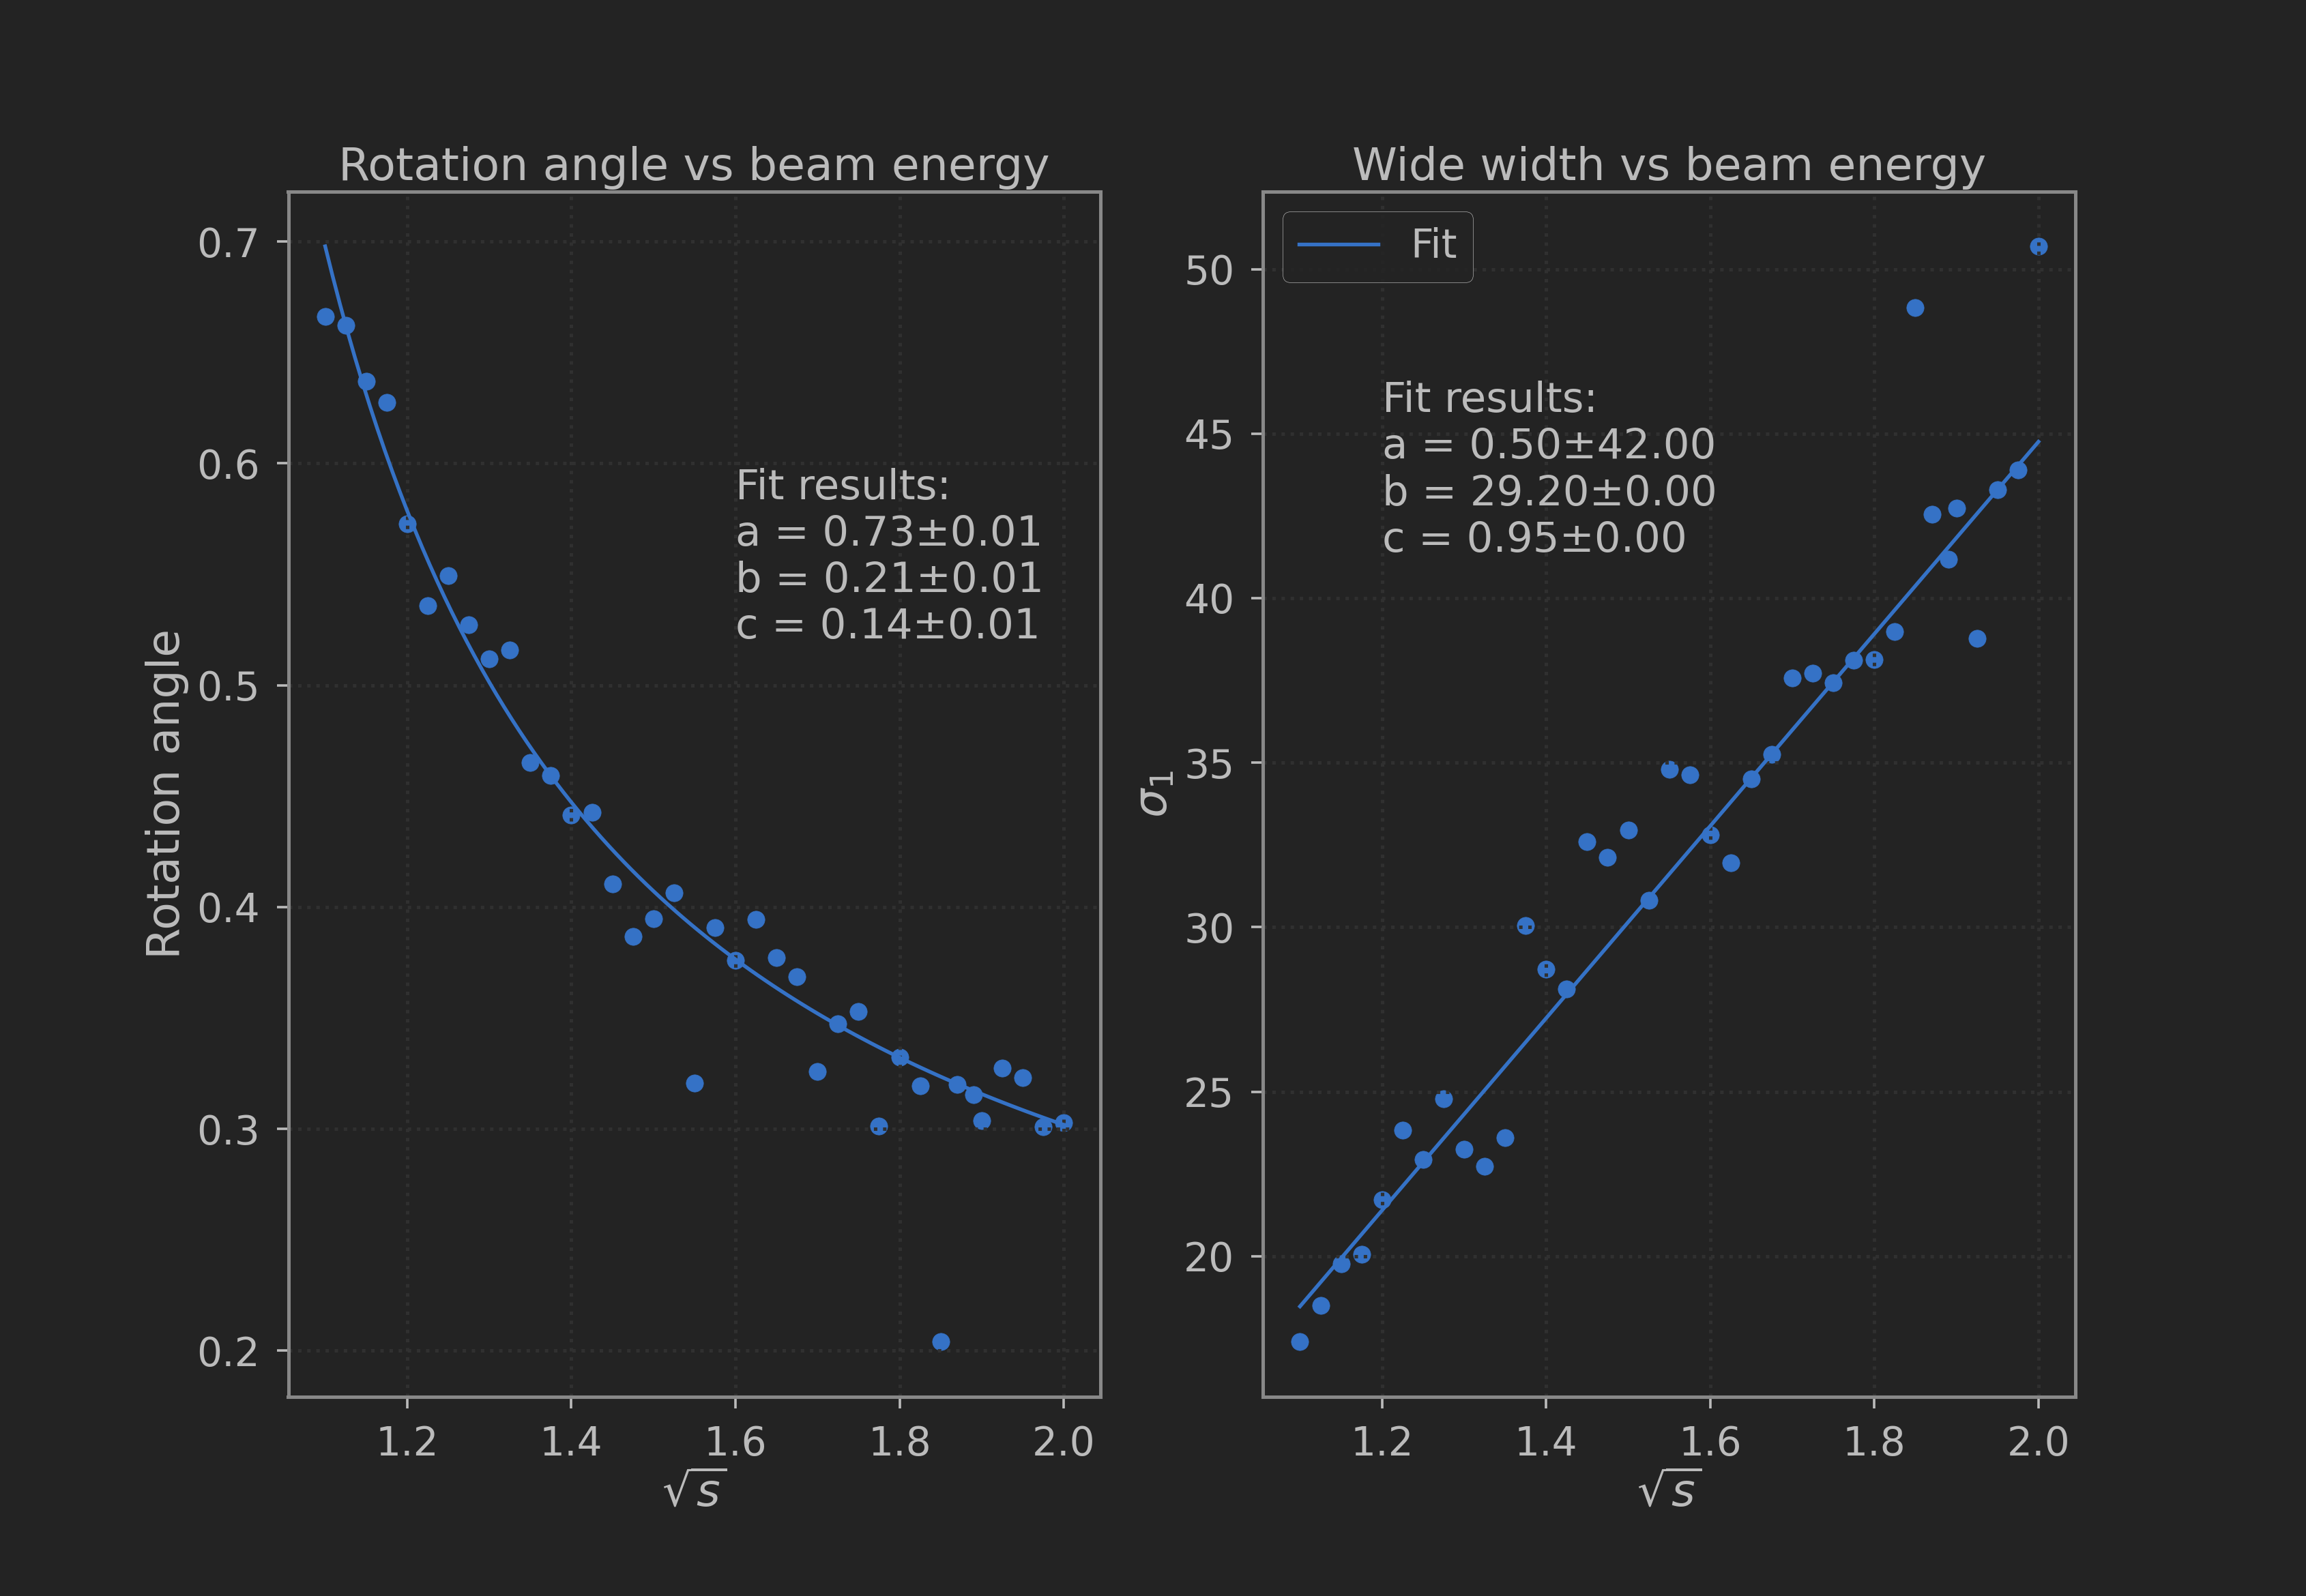 Rotation angle vs beam energy
0.7
0.6
0.5
0.4
0.3
0.2
Rotation angle
Fit results:
a = 0.73±0.01
b = 0.21±0.01
c = 0.14±0.01
1.2 1.4 1.6 1.8 2.0
√s
Wide width vs beam energy
Fit
50
45
40
35
30
25
20
σ₁
Fit results:
a = 0.50±42.00
b = 29.20±0.00
c = 0.95±0.00
1.2 1.4 1.6 1.8 2.0
√s